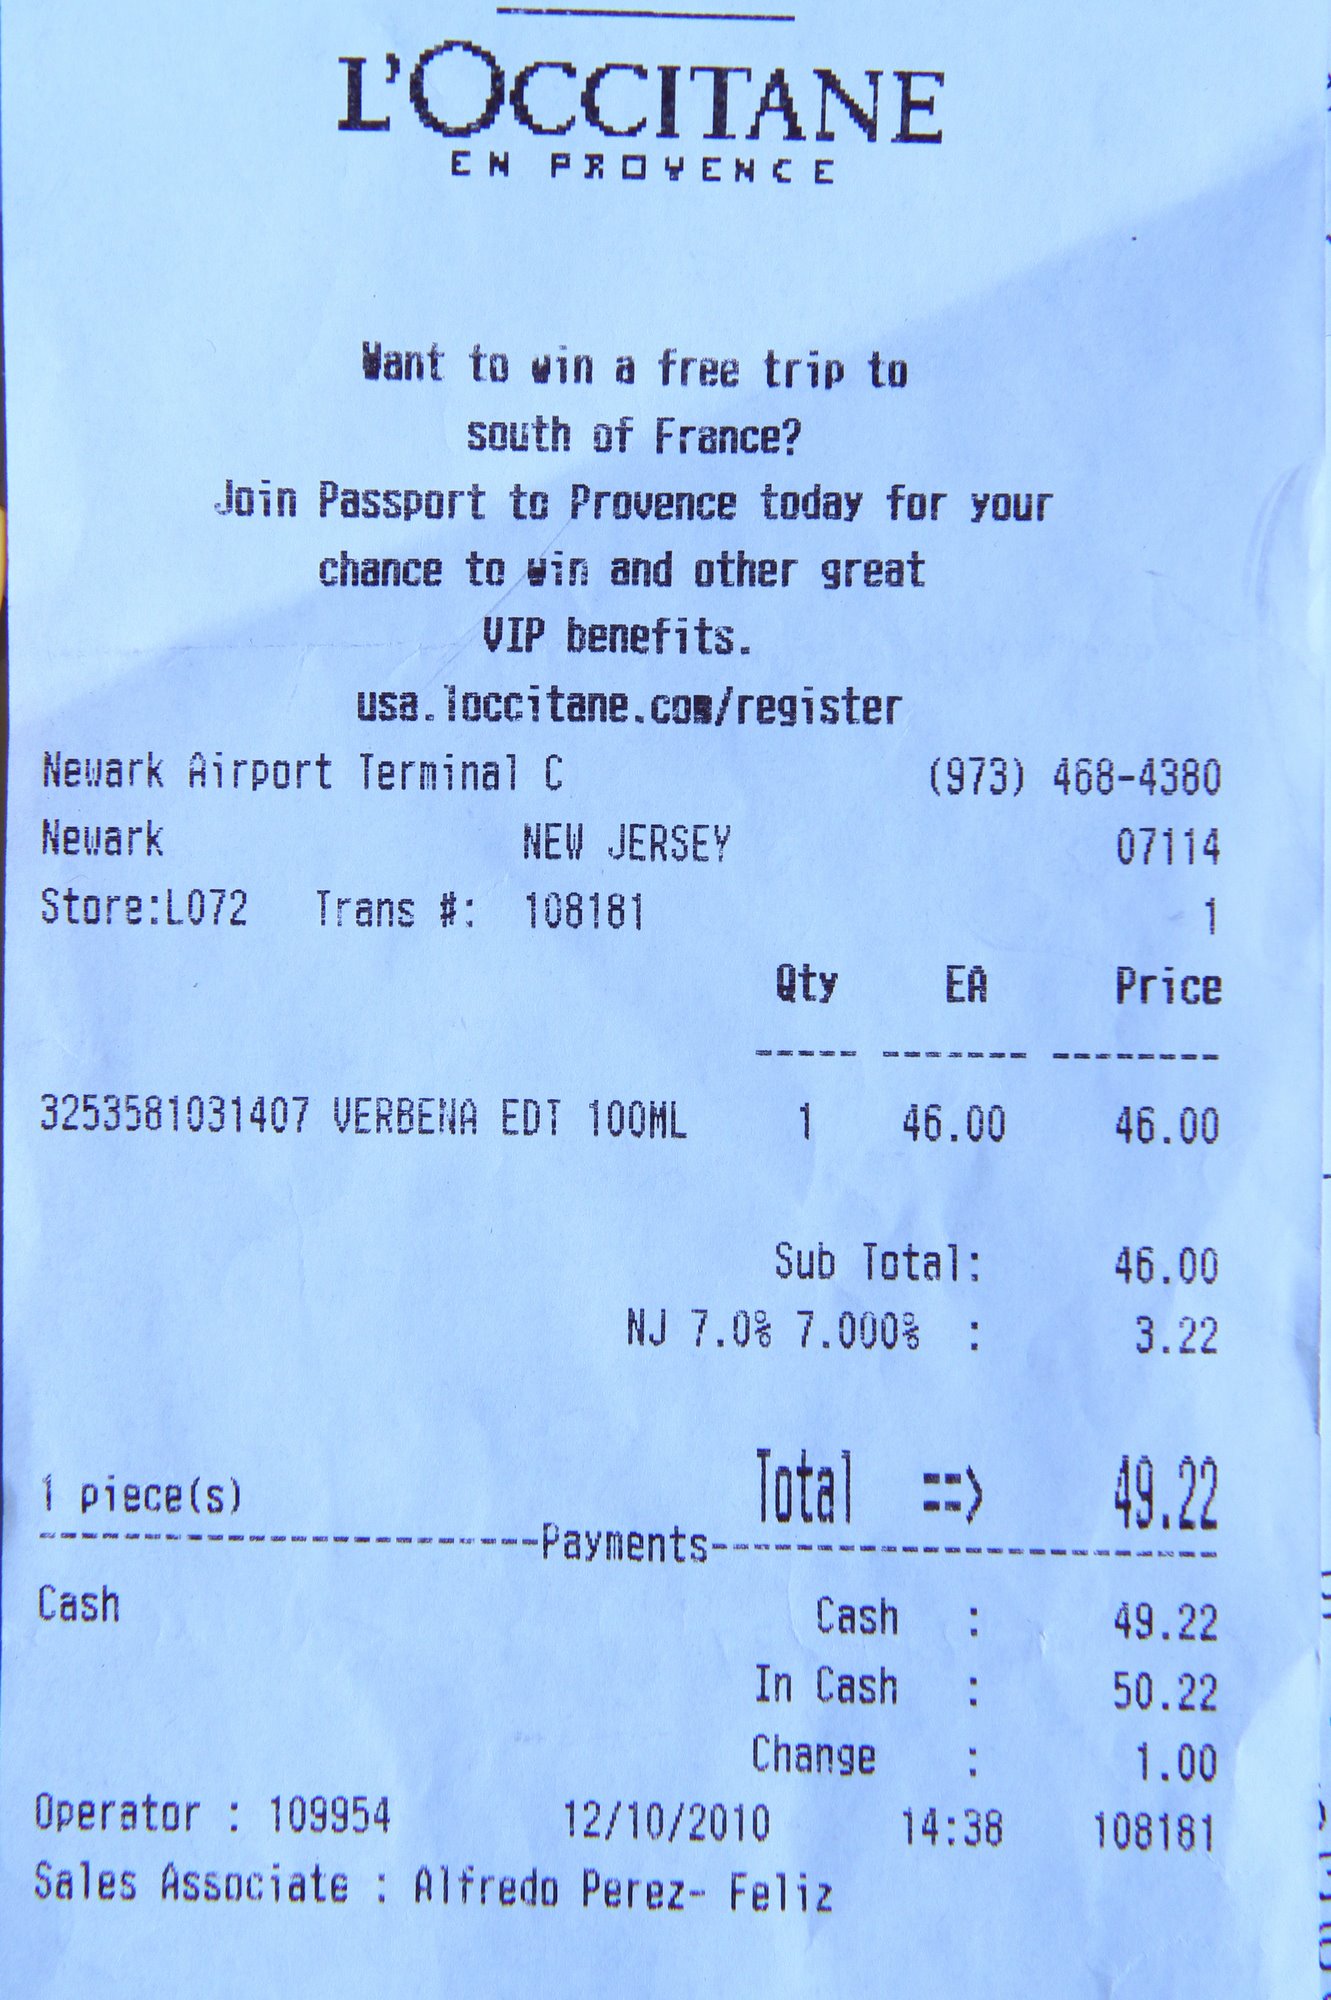 L'OCCITANE
EN PROVENCE
Want to win a free trip to
south of France?
Join Passport to Provence today for your
chance to win and other great
VIP benefits.
usa.loccitane.com/register
Newark Airport Terminal C (973) 468-4380
Newark NEW JERSEY 07114
Store:L072 Trans #: 108181 1
Qty EA Price
----- ------- --------
3253581031407 VERBENA EDT 100ML 1 46.00 46.00
Sub Total: 46.00
NJ 7.0% 7.000% : 3.22
1 piece(s) Total ==> 49.22
------------------------Payments------------------------
Cash Cash : 49.22
In Cash : 50.22
Change : 1.00
Operator : 109954 12/10/2010 14:38 108181
Sales Associate : Alfredo Perez- Feliz